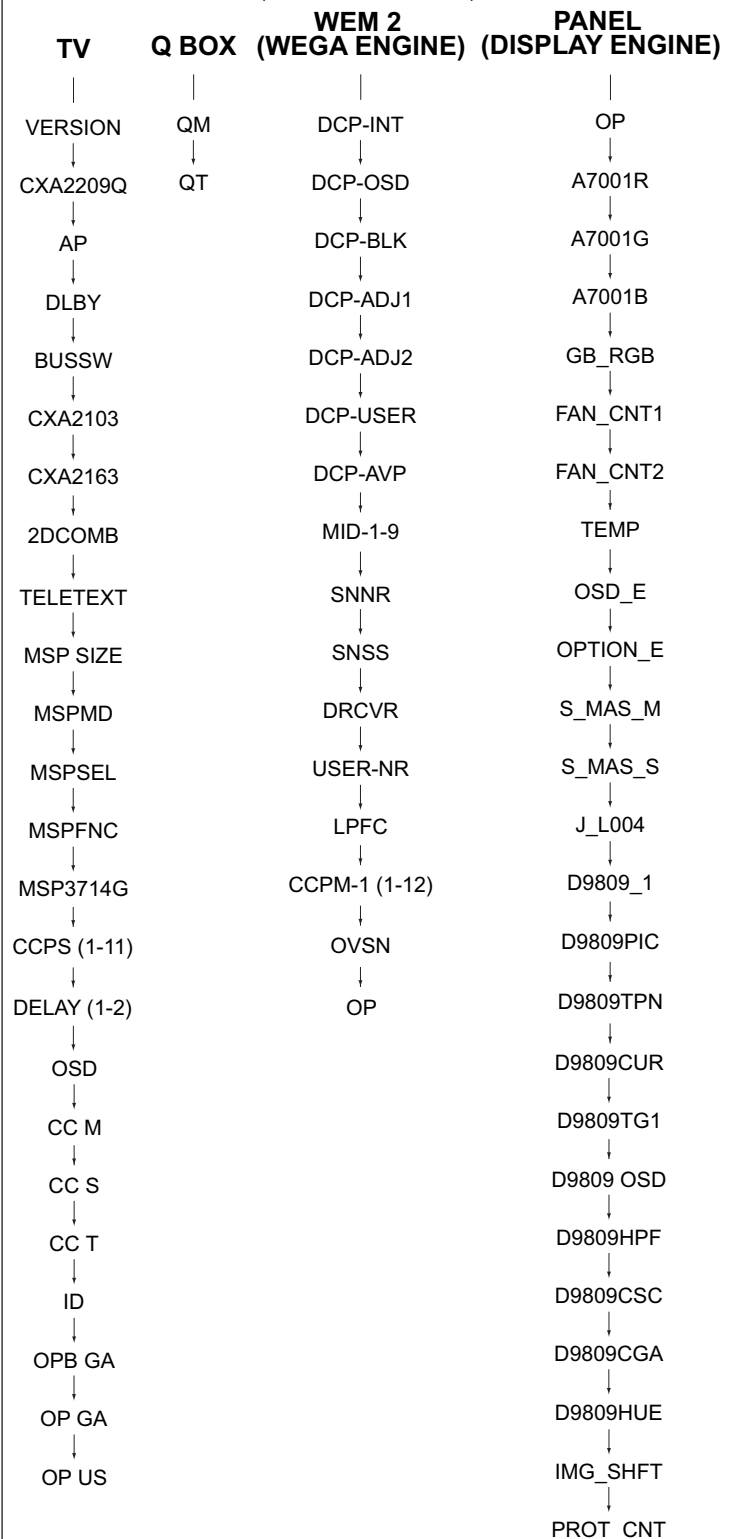 TV
Q BOX
WEM 2
(WEGA ENGINE)
PANEL
(DISPLAY ENGINE)
VERSION
CXA2209Q
AP
DLBY
BUSSW
CXA2103
CXA2163
2DCOMB
TELETEXT
MSP SIZE
MSPMD
MSPSEL
MSPFNC
MSP3714G
CCPS (1-11)
DELAY (1-2)
OSD
CC M
CC S
CC T
ID
OPB GA
OP GA
OP US
QM
QT
DCP-INT
DCP-OSD
DCP-BLK
DCP-ADJ1
DCP-ADJ2
DCP-USER
DCP-AVP
MID-1-9
SNNR
SNSS
DRCVR
USER-NR
LPFC
CCPM-1 (1-12)
OVSN
OP
OP
A7001R
A7001G
A7001B
GB_RGB
FAN_CNT1
FAN_CNT2
TEMP
OSD_E
OPTION_E
S_MAS_M
S_MAS_S
J_L004
D9809_1
D9809PIC
D9809TPN
D9809CUR
D9809TG1
D9809 OSD
D9809HPF
D9809CSC
D9809CGA
D9809HUE
IMG_SHFT
PROT_CNT